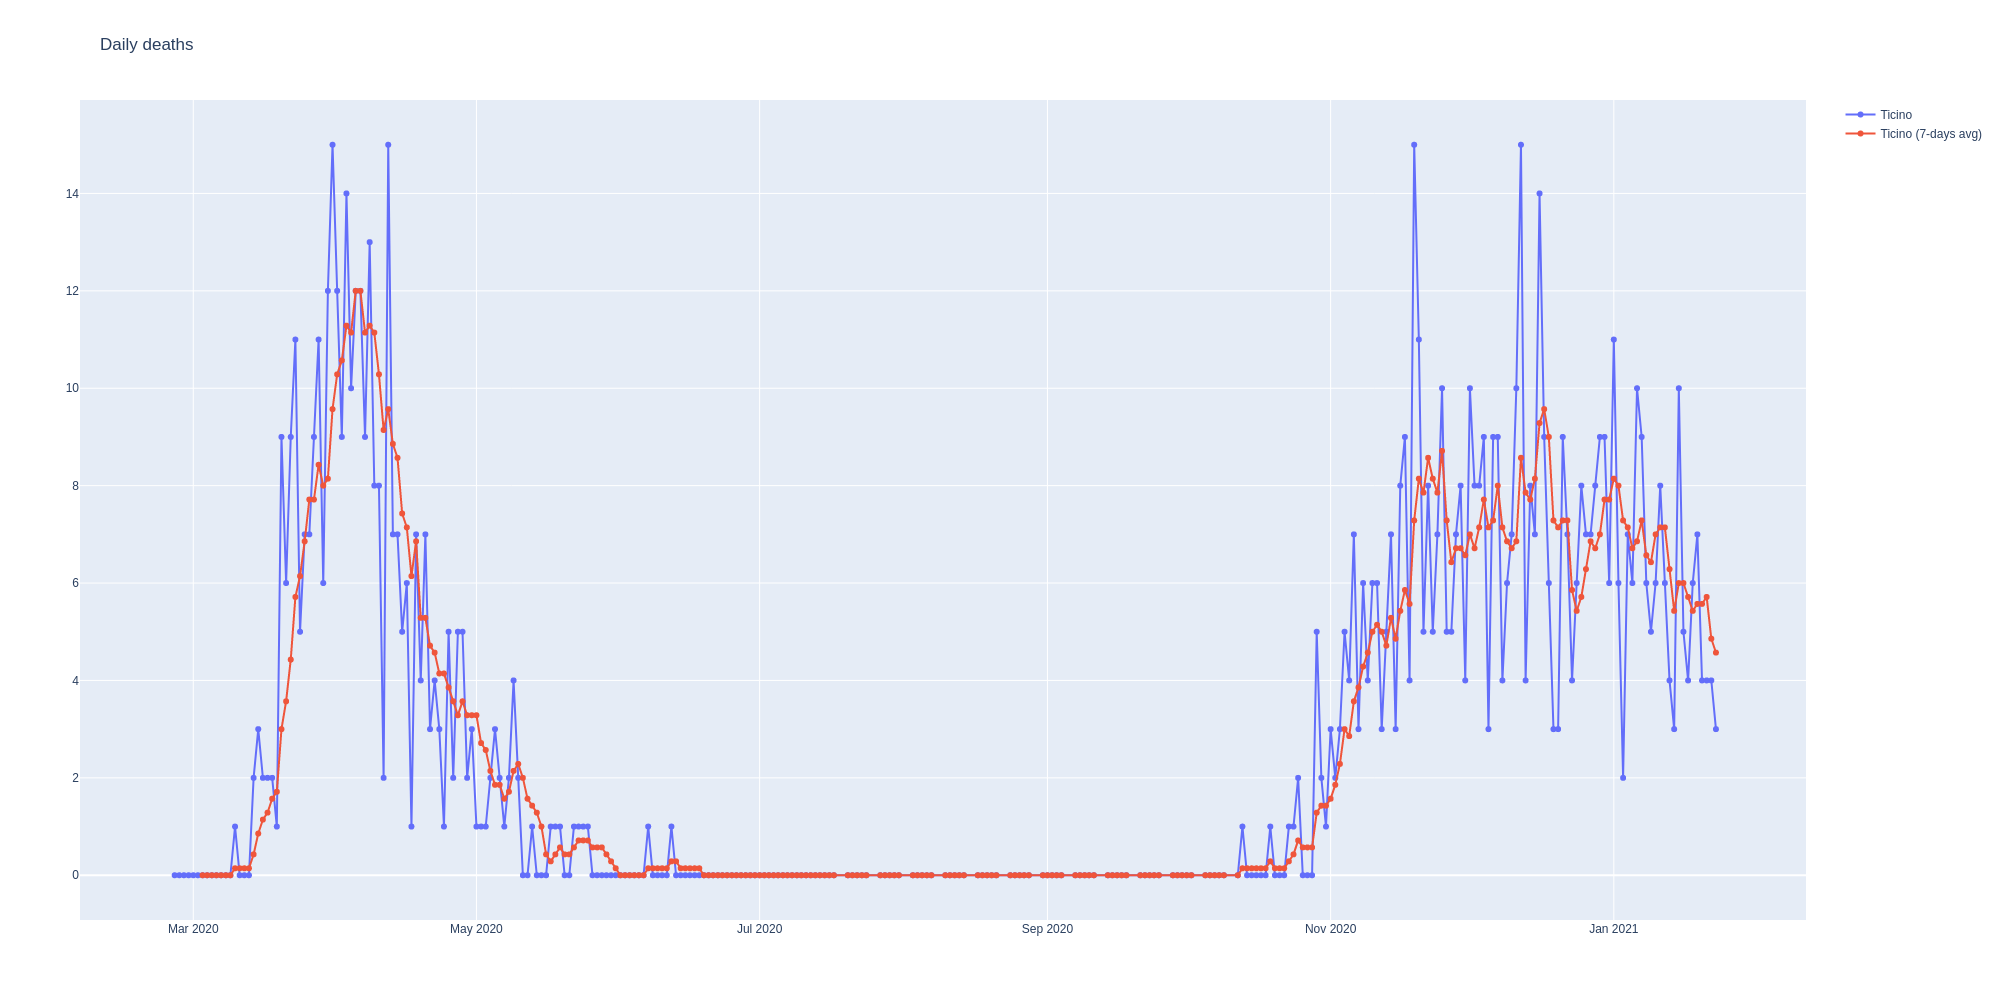 Daily deaths
Ticino
Ticino (7-days avg)
14
12
10
8
6
4
2
0
Mar 2020
May 2020
Jul 2020
Sep 2020
Nov 2020
Jan 2021